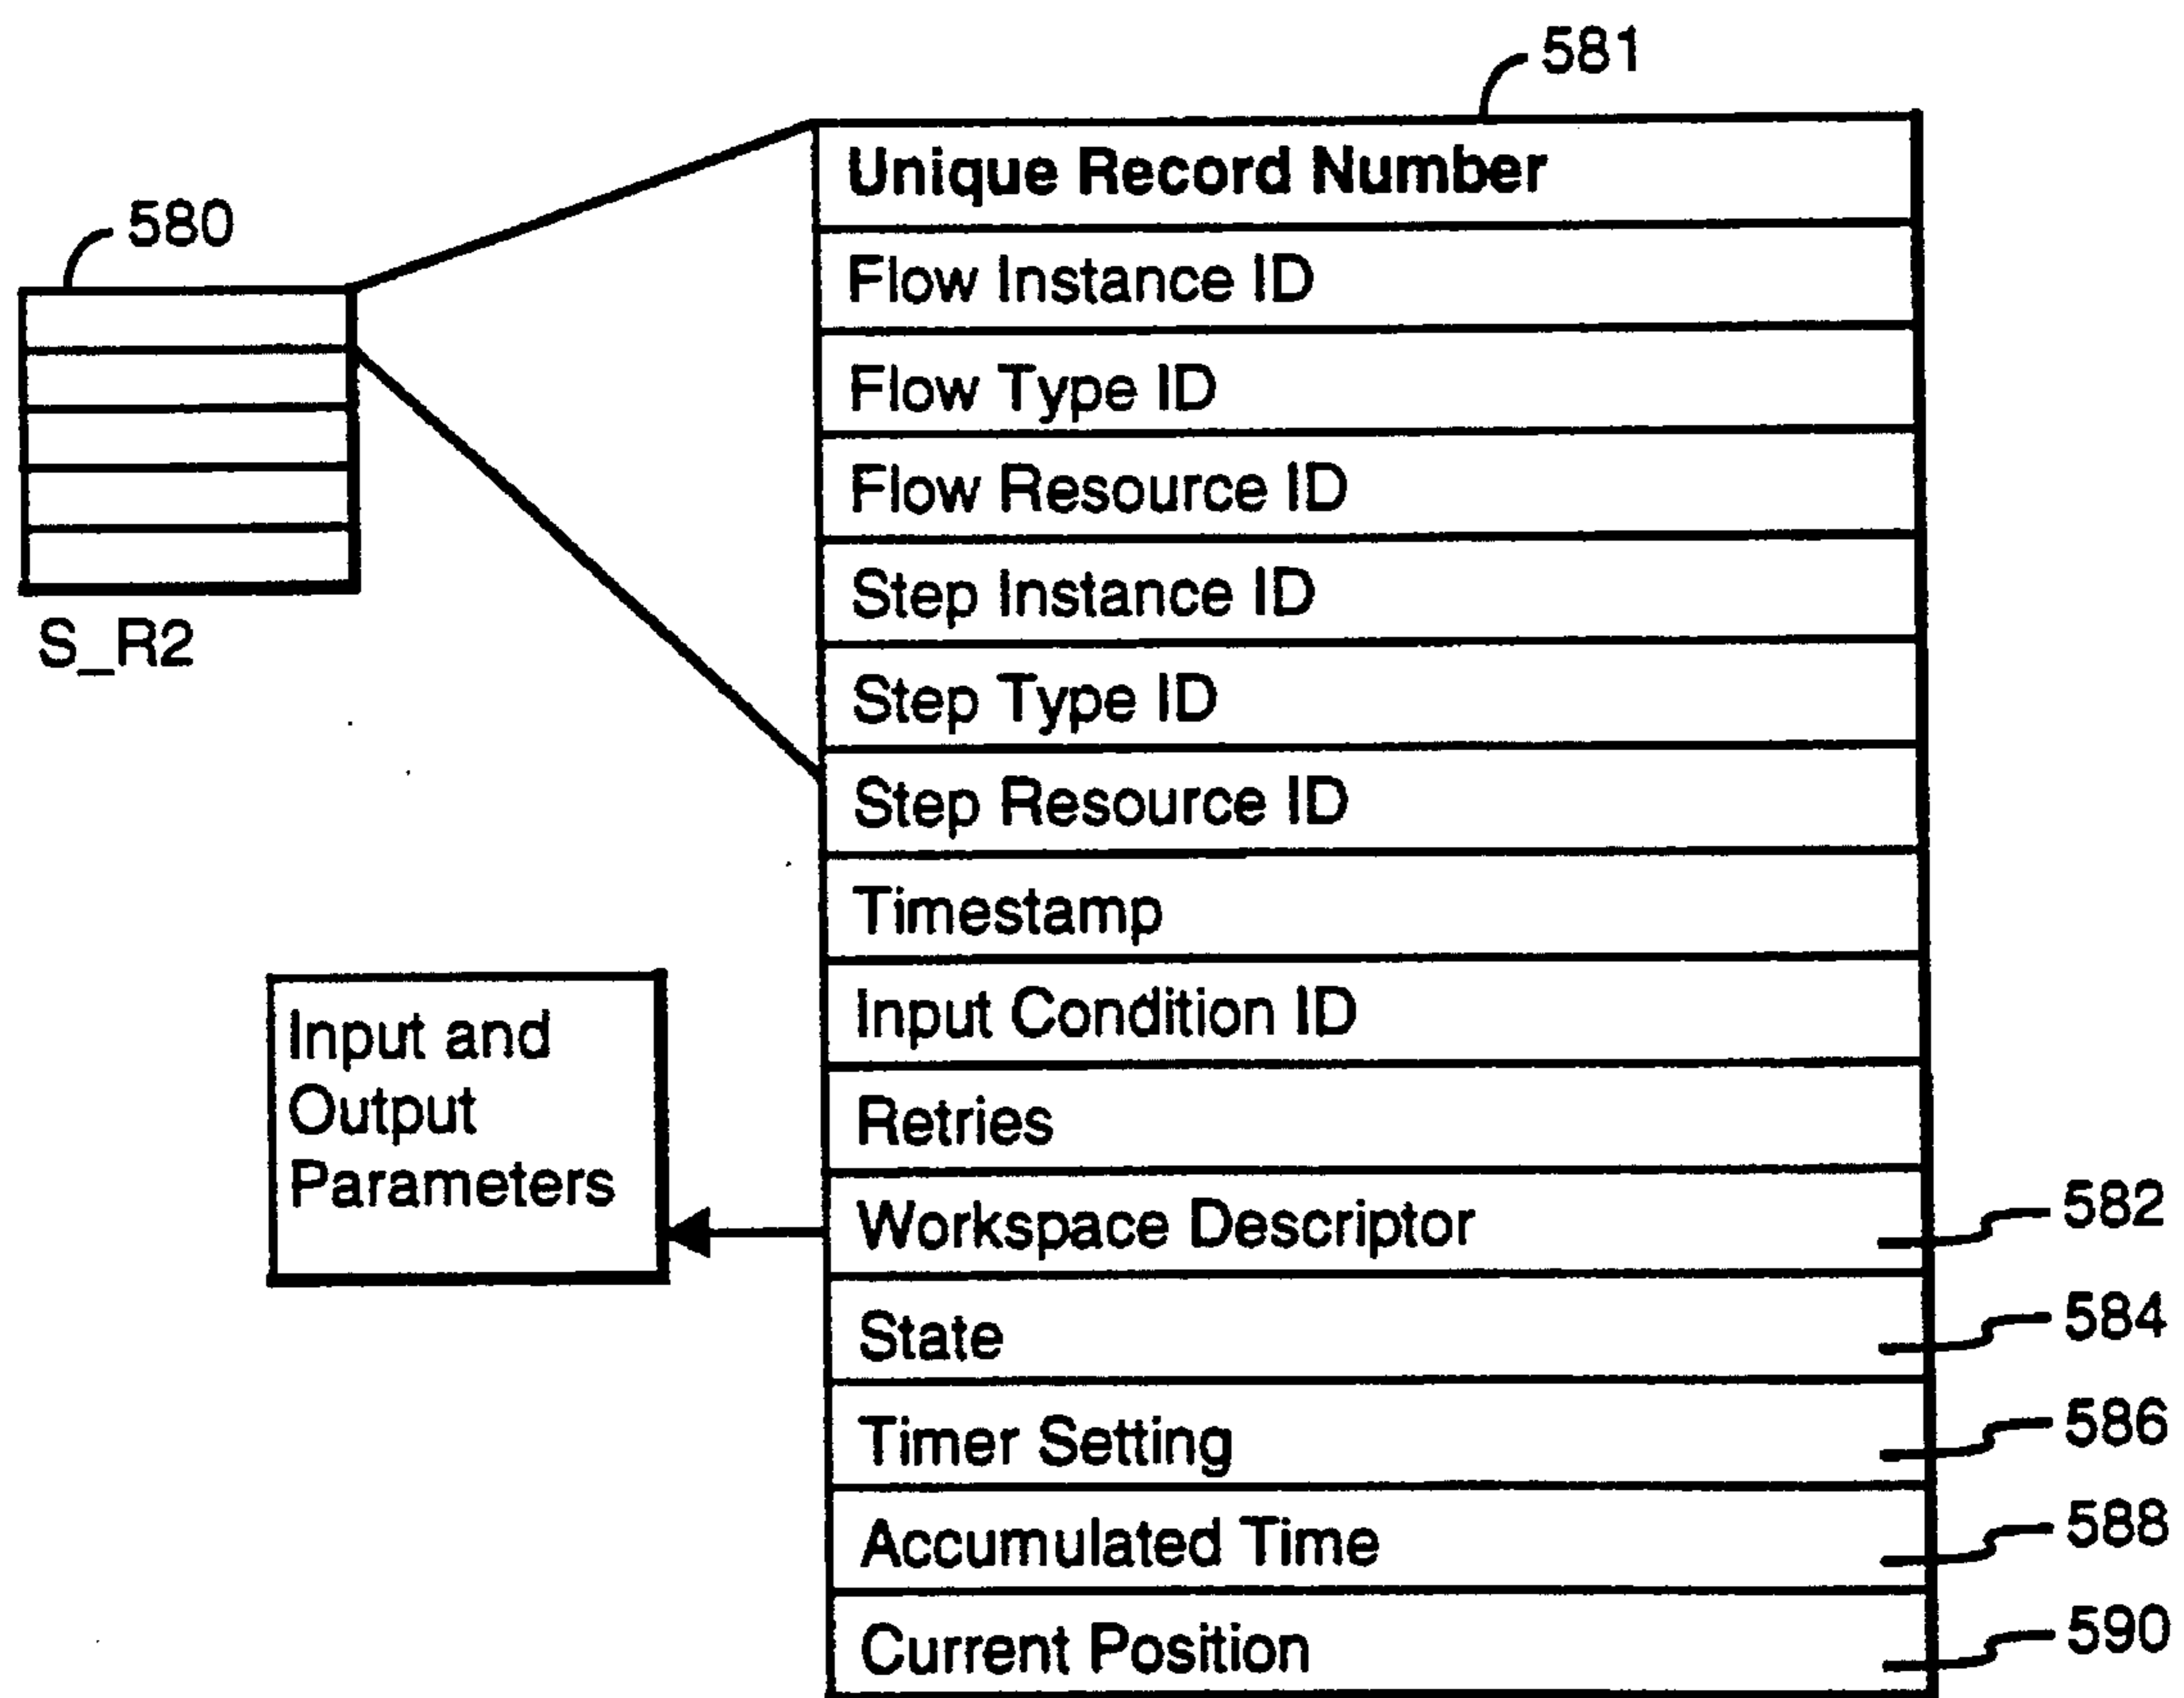 581
580
S_R2
Unique Record Number
Flow Instance ID
Flow Type ID
Flow Resource ID
Step Instance ID
Step Type ID
Step Resource ID
Timestamp
Input Condition ID
Retries
Workspace Descriptor
582
State
584
Timer Setting
586
Accumulated Time
588
Current Position
590
Input and
Output
Parameters